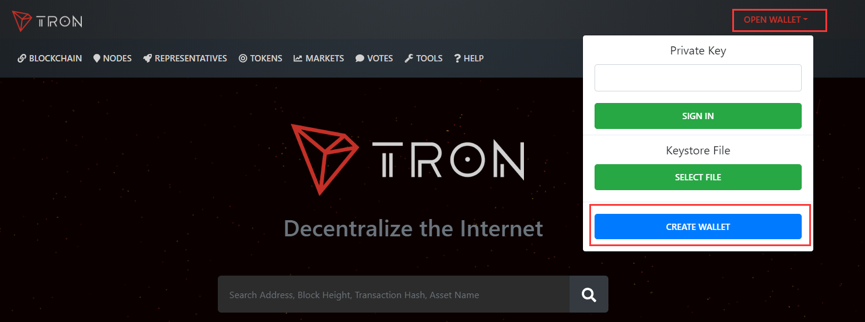 TRON
OPEN WALLET
BLOCKCHAIN NODES REPRESENTATIVES TOKENS MARKETS VOTES TOOLS HELP
Private Key
SIGN IN
Keystore File
SELECT FILE
CREATE WALLET
TRON
Decentralize the Internet
Search Address, Block Height, Transaction Hash, Asset Name